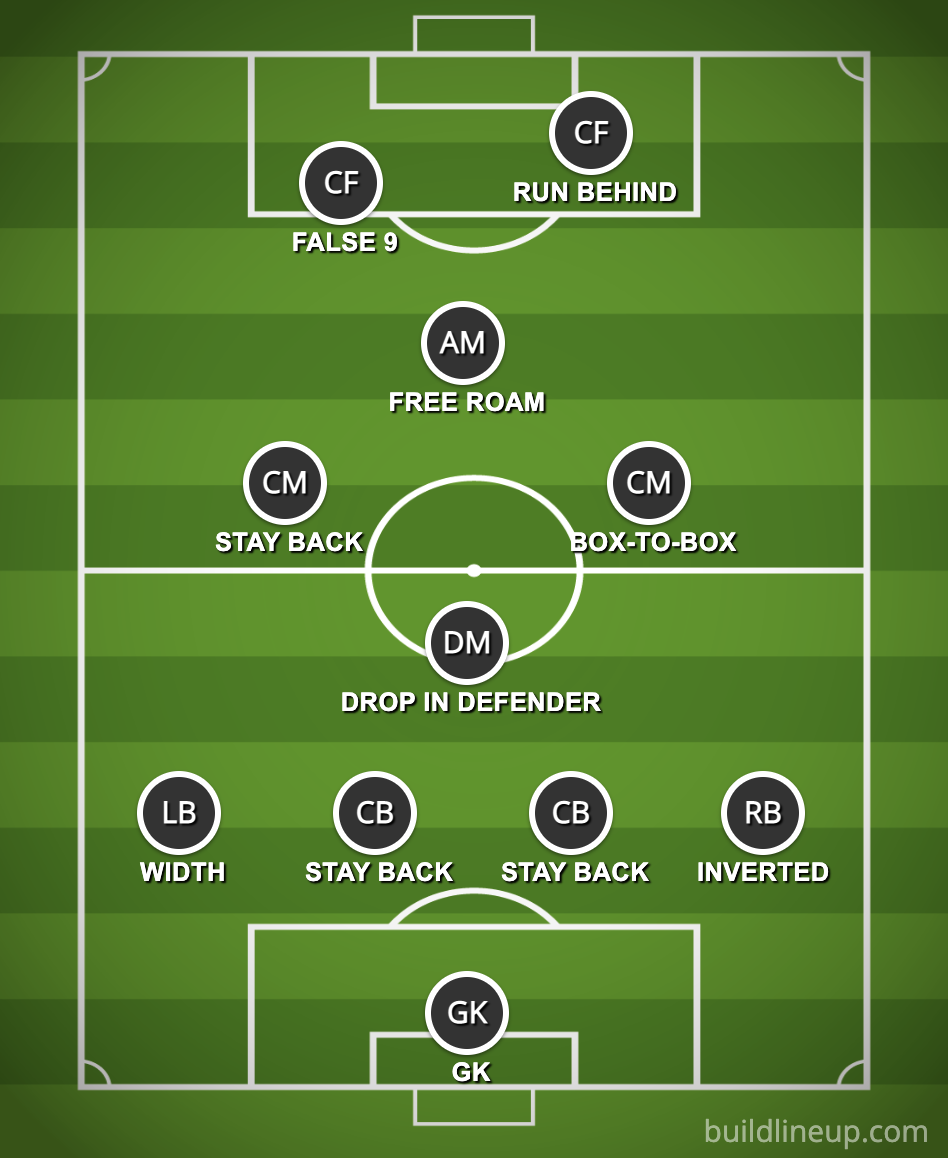 CF
RUN BEHIND
CF
FALSE 9
AM
FREE ROAM
CM
CM
STAY BACK
BOX-TO-BOX
DM
DROP IN DEFENDER
LB
CB
CB
RB
WIDTH
STAY BACK
STAY BACK
INVERTED
GK
GK
buildlineup.com